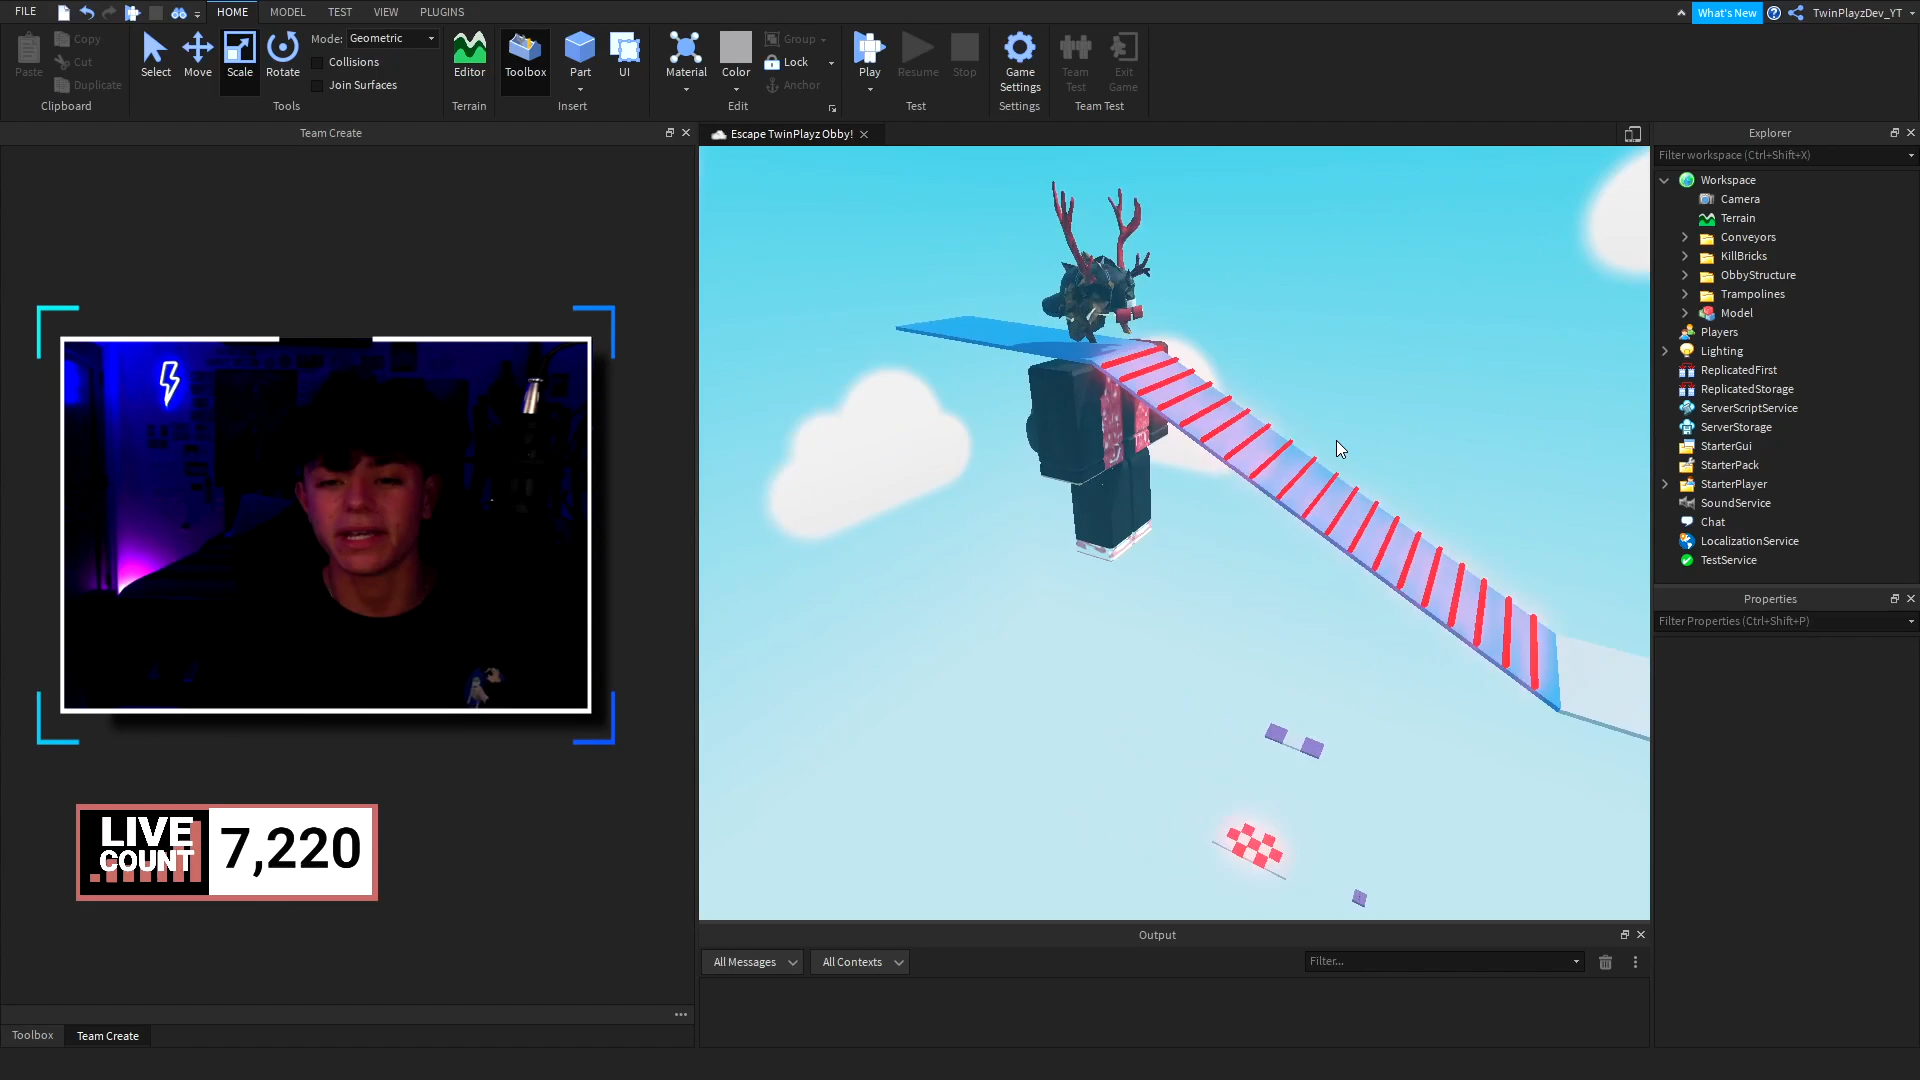 FILE HOME MODEL TEST VIEW PLUGINS What's New TwinPlayzDev_YT
Paste Copy Cut Duplicate
Clipboard
Select Move Scale Rotate Mode: Geometric
Collisions
Join Surfaces
Tools
Editor
Terrain
Toolbox Part UI
Insert
Material Color Group Lock Anchor
Edit
Play Resume Stop
Test
Game Settings
Settings
Team Test Exit Game
Team Test
Team Create
Escape TwinPlayz Obby!
Explorer
Filter workspace (Ctrl+Shift+X)
Workspace
Camera
Terrain
Conveyors
KillBricks
ObbyStructure
Trampolines
Model
Players
Lighting
ReplicatedFirst
ReplicatedStorage
ServerScriptService
ServerStorage
StarterGui
StarterPack
StarterPlayer
SoundService
Chat
LocalizationService
TestService
Properties
Filter Properties (Ctrl+Shift+P)
LIVE
COUNT
7,220
Output
All Messages All Contexts Filter...
Toolbox Team Create